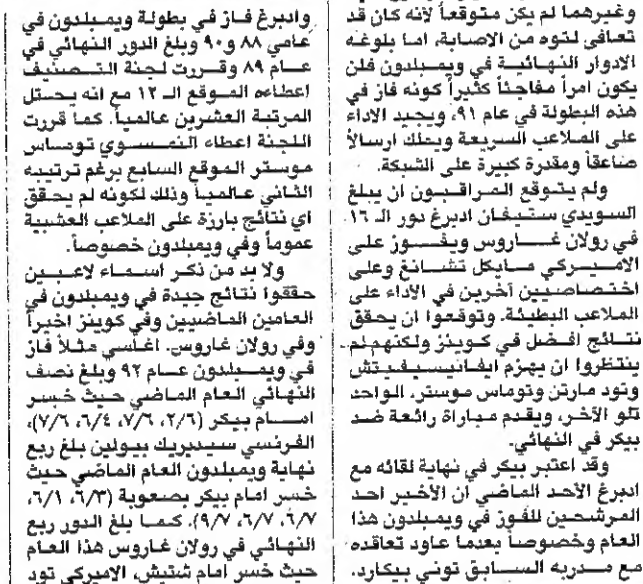 وغيرهما لم يكن متوقعاً لانه كان قد
تعافى لتوه من الاصابة، اما بلوغه
الادوار النهائية في ويمبلدون فلن
يكون امراً مفاجئاً كثيراً كونه فاز في
هذه البطولة في عام ٩١، ويجيد الاداء
على الملاعب السريعة ويملك ارسالاً
صاعقاً ومقدرة كبيرة على الشبكة.
ولم يتوقع المراقبون ان يبلغ
السويدي ستيفان ادبرغ دور الـ ١٦
في رولان غاروس ويفوز على
الاميركي مايكل تشانغ وعلى
اختصاصيين آخرين في الاداء على
الملاعب البطيئة، وتوقعوا ان يحقق
نتائج افضل في كوينز ولكنهم لم
ينتظروا ان يهزم ايفانيسيفيتش
وتود مارتن وتوماس موستر، الواحد
تلو الآخر، ويقدم مباراة رائعة ضد
بيكر في النهائي.
وقد اعتبر بيكر في نهاية لقائه مع
ادبرغ الأحد الماضي ان الأخير احد
المرشحين للفوز في ويمبلدون هذا
العام وخصوصاً بعدما عاود تعاقده
مع مدربه السابق توني بيكارد.
وادبرغ فاز في بطولة ويمبلدون في
عامي ٨٨ و٩٠ وبلغ الدور النهائي في
عام ٨٩ وقررت لجنة التصنيف
اعطاءه الموقع الـ ١٢ مع انه يحتل
المرتبة العشرين عالمياً. كما قررت
اللجنة اعطاء النمسوي توماس
موستر الموقع السابع برغم ترتيبه
الثاني عالمياً وذلك لكونه لم يحقق
اي نتائج بارزة على الملاعب العشبية
عموماً وفي ويمبلدون خصوصاً.
ولا بد من ذكر اسماء لاعبين
حققوا نتائج جيدة في ويمبلدون في
العامين الماضيين وفي كوينز اخيراً
وفي رولان غاروس. اغاسي مثلاً فاز
في ويمبلدون عام ٩٢ وبلغ نصف
النهائي العام الماضي حيث خسر
امام بيكر (٢/٦، ٧/٦، ٦/٤، ٧/٦)،
الفرنسي سيديريك بيولين بلغ ربع
نهاية ويمبلدون العام الماضي حيث
خسر امام بيكر بصعوبة (٦/٣، ٦/١،
٦/٧، ٦/٧، ٩/٧). كما بلغ الدور ربع
النهائي في رولان غاروس هذا العام
حيث خسر امام شتيش، الاميركي تود